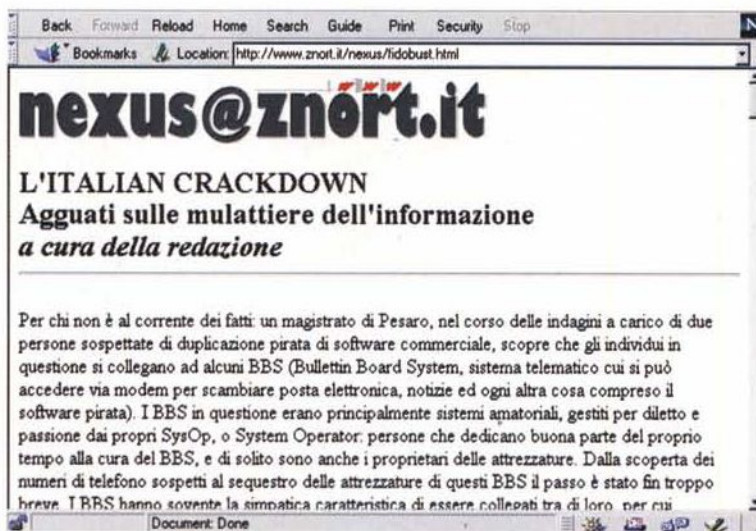 Back Forward Reload Home Search Guide Print Security Stop
N
Bookmarks Location: http://www.znort.it/nexus/fidobust.html
nexus@znort.it
L'ITALIAN CRACKDOWN
Agguati sulle mulattiere dell'informazione
a cura della redazione
Per chi non è al corrente dei fatti: un magistrato di Pesaro, nel corso delle indagini a carico di due
persone sospettate di duplicazione pirata di software commerciale, scopre che gli individui in
questione si collegano ad alcuni BBS (Bullettin Board System, sistema telematico cui si può
accedere via modem per scambiare posta elettronica, notizie ed ogni altra cosa compreso il
software pirata). I BBS in questione erano principalmente sistemi amatoriali, gestiti per diletto e
passione dai propri SysOp, o System Operator: persone che dedicano buona parte del proprio
tempo alla cura del BBS, e di solito sono anche i proprietari delle attrezzature. Dalla scoperta dei
numeri di telefono sospetti al sequestro delle attrezzature di questi BBS il passo è stato fin troppo
breve. I BBS hanno sovente la simpatica caratteristica di essere collegati tra di loro, per cui
Document: Done